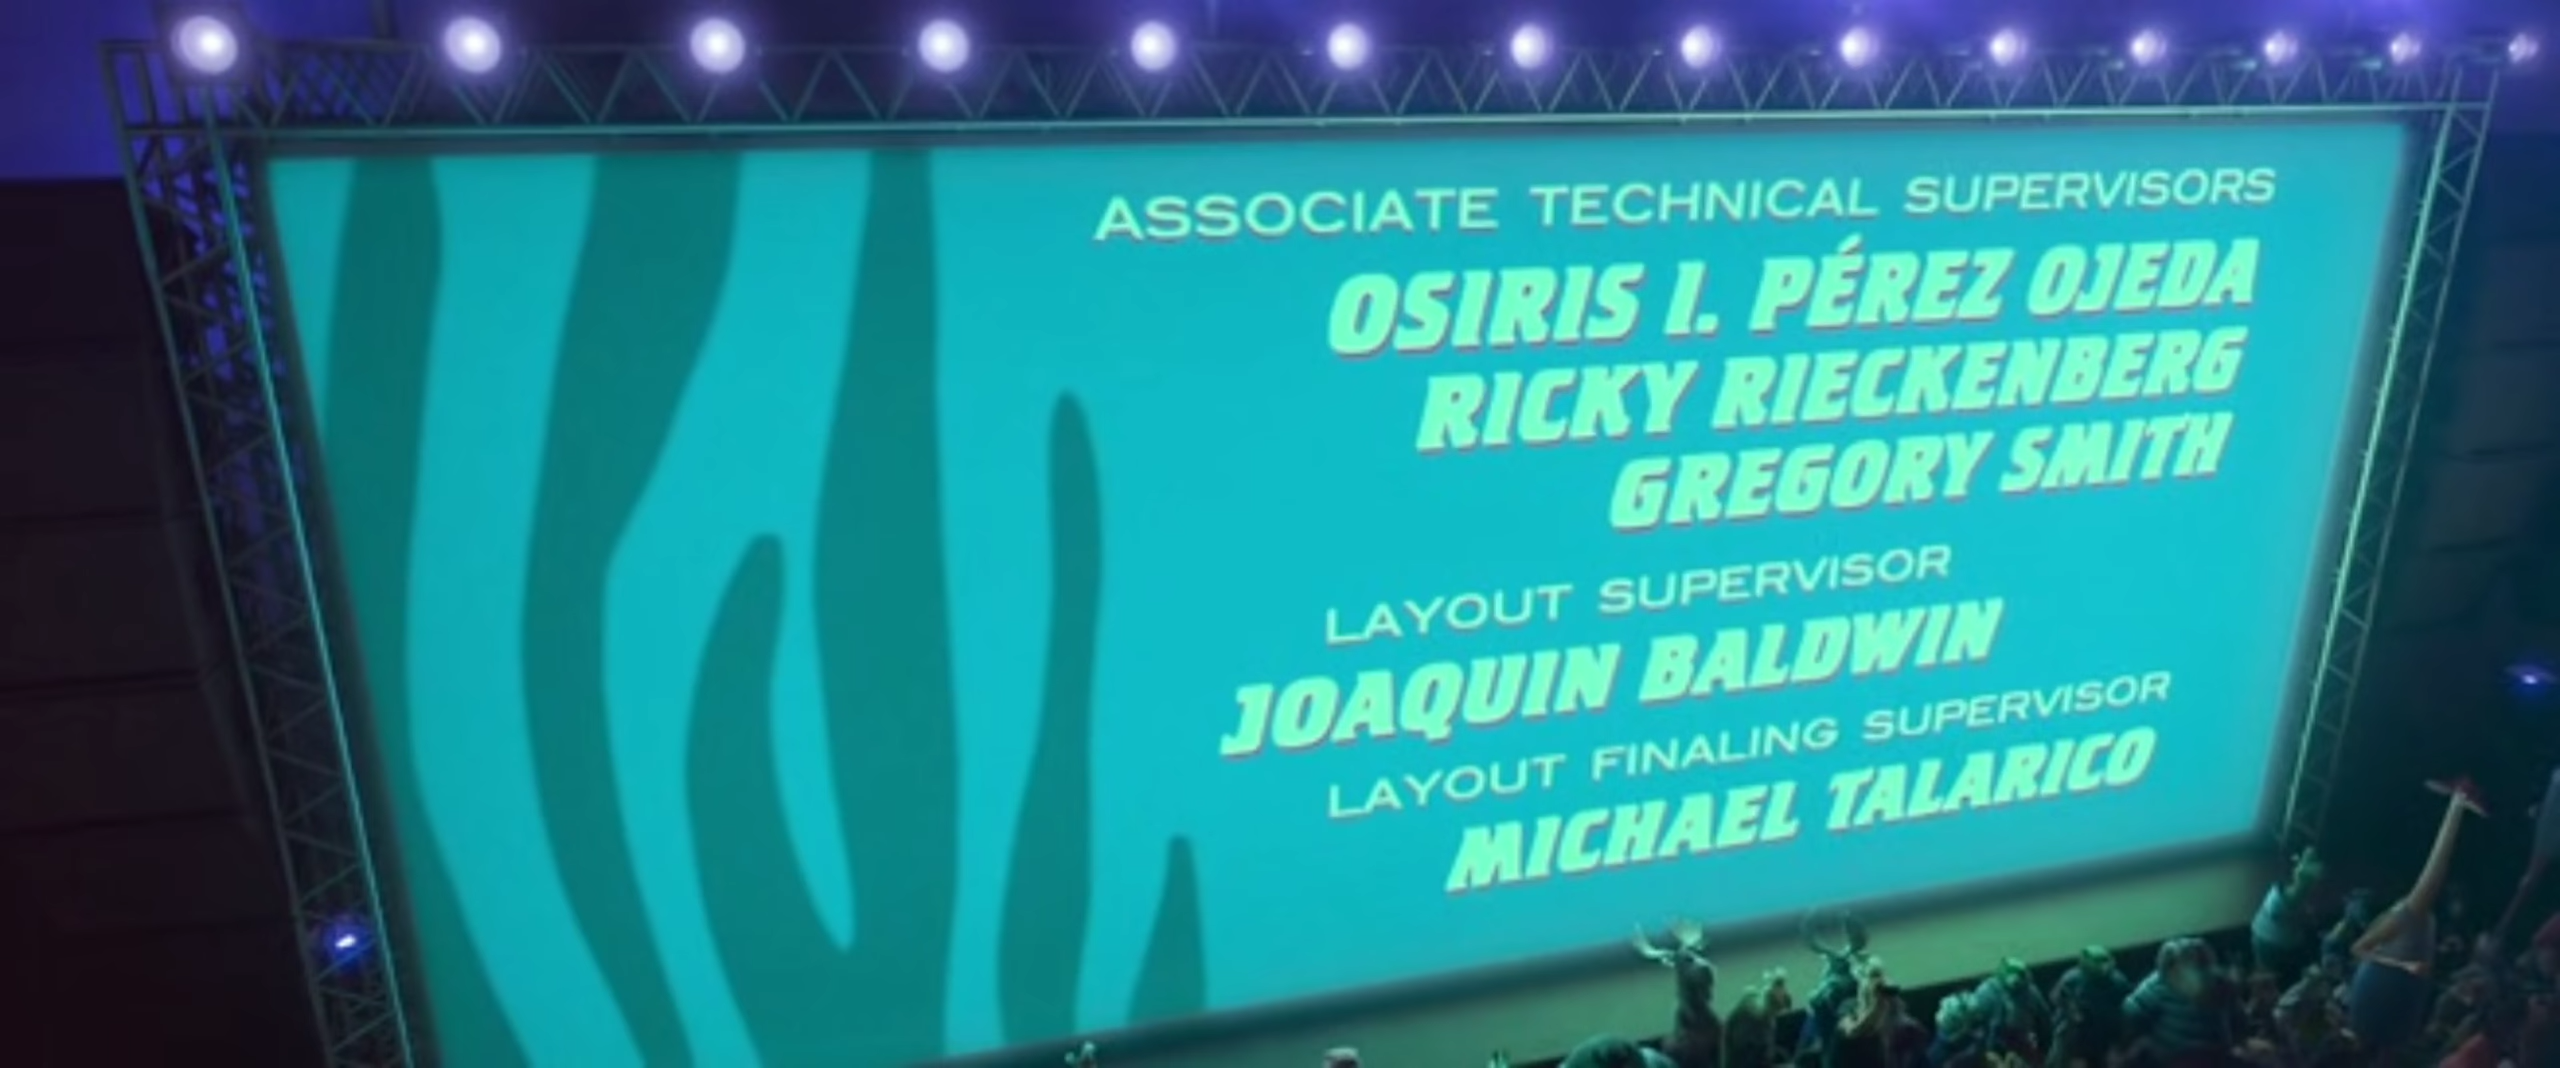 ASSOCIATE TECHNICAL SUPERVISORS
OSIRIS I. PÉREZ OJEDA
RICKY RIECKENBERG
GREGORY SMITH
LAYOUT SUPERVISOR
JOAQUIN BALDWIN
LAYOUT FINALING SUPERVISOR
MICHAEL TALARICO